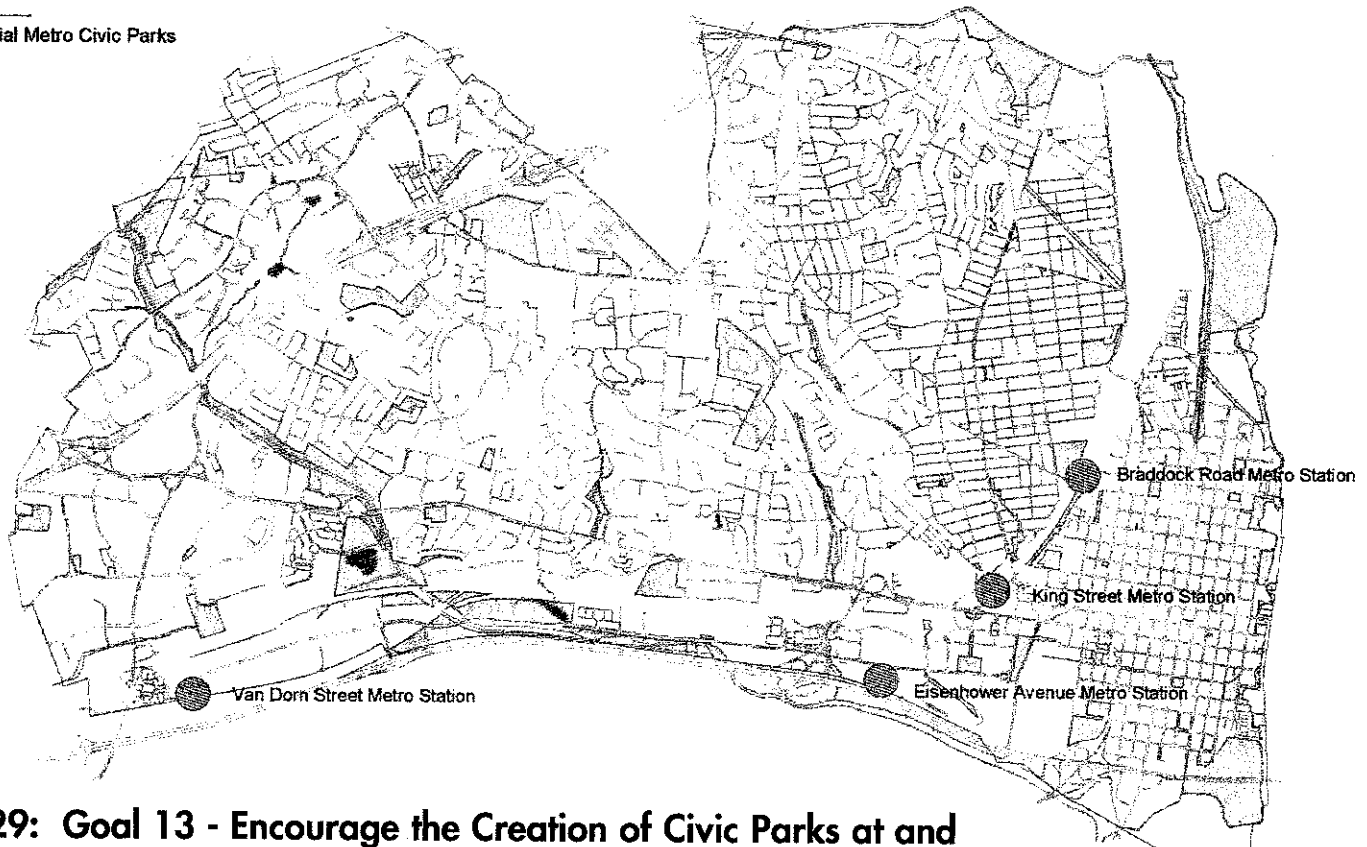 ial Metro Civic Parks
Braddock Road Metro Station
King Street Metro Station
Van Dorn Street Metro Station
Eisenhower Avenue Metro Station
29: Goal 13 - Encourage the Creation of Civic Parks at and